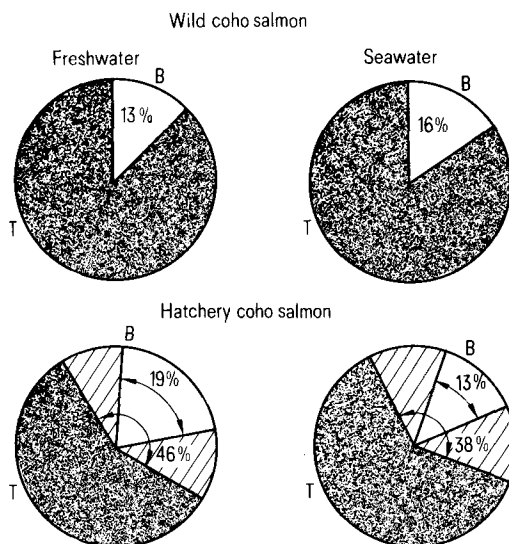 Wild coho salmon
Freshwater
Seawater
B
13%
T
B
16%
T
Hatchery coho salmon
B
19%
46%
T
B
13%
38%
T